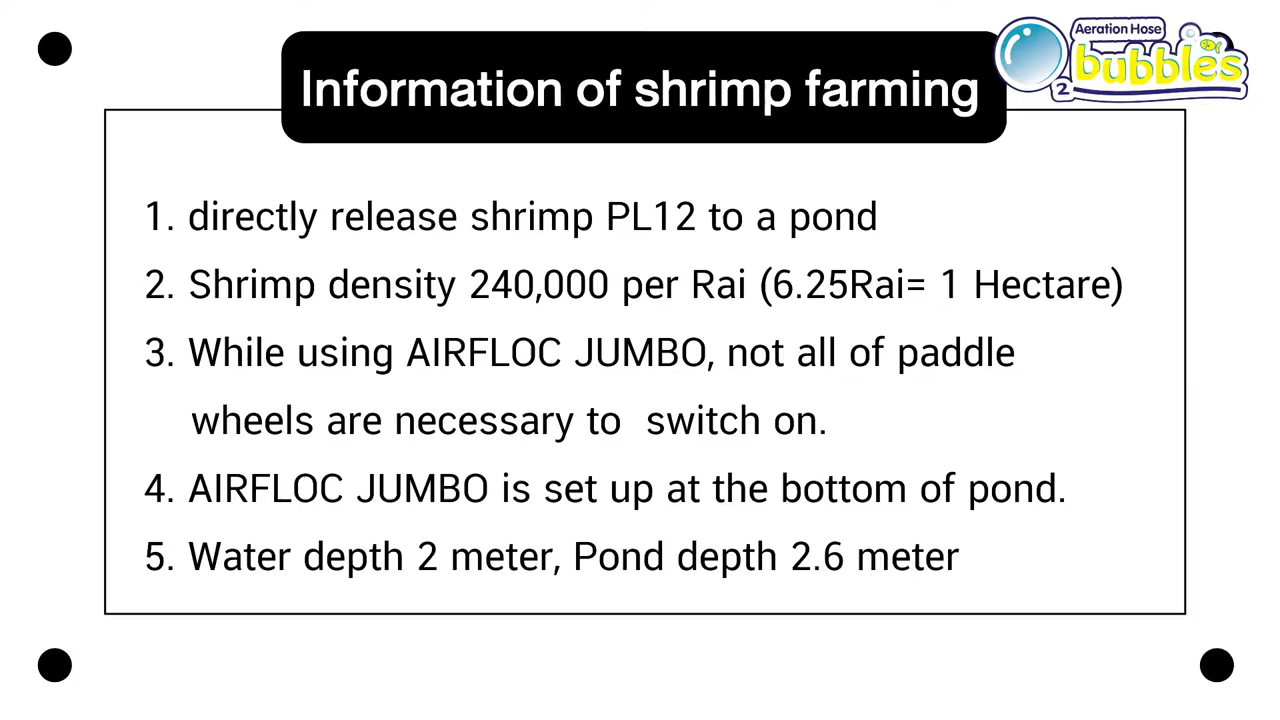 Information of shrimp farming
Aeration Hose
bubbles
2
1. directly release shrimp PL12 to a pond
2. Shrimp density 240,000 per Rai (6.25Rai= 1 Hectare)
3. While using AIRFLOC JUMBO, not all of paddle
wheels are necessary to  switch on.
4. AIRFLOC JUMBO is set up at the bottom of pond.
5. Water depth 2 meter, Pond depth 2.6 meter